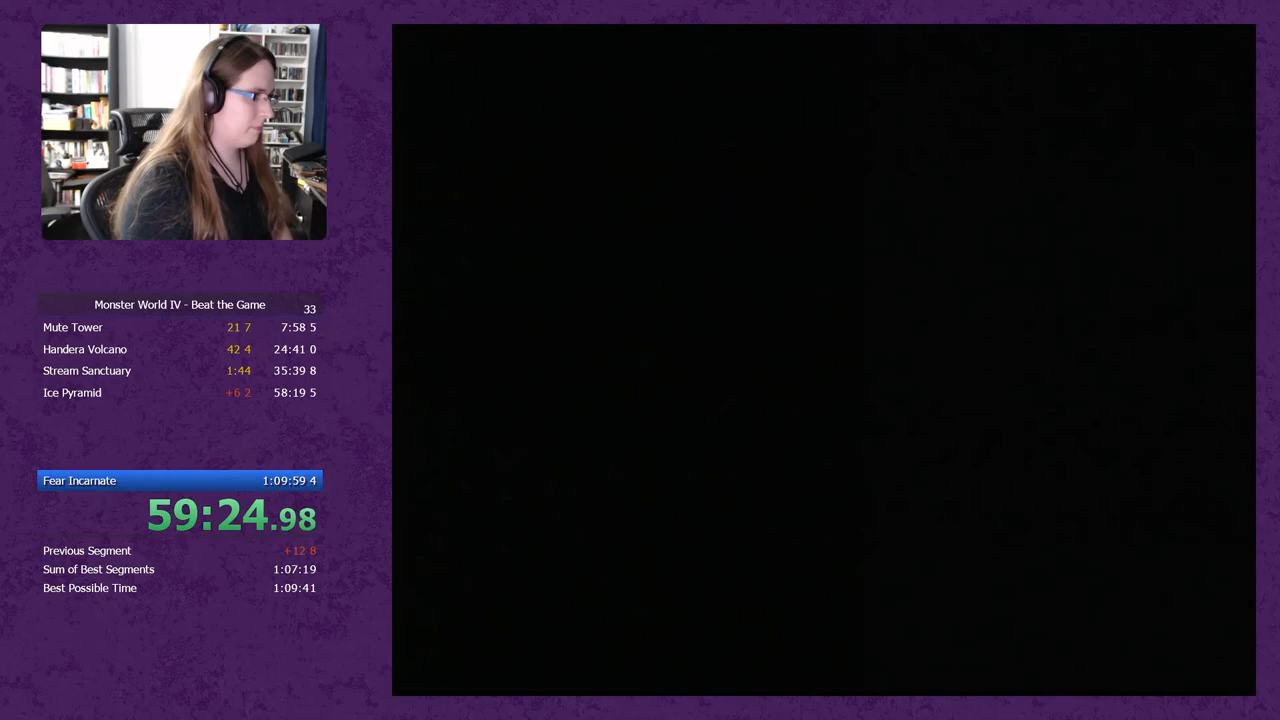 Monster World IV - Beat the Game
33
Mute Tower 21 7 7:58 5
Handera Volcano 42 4 24:41 0
Stream Sanctuary 1:44 35:39 8
Ice Pyramid +6 2 58:19 5
Fear Incarnate 1:09:59 4
59:24.98
Previous Segment +12 8
Sum of Best Segments 1:07:19
Best Possible Time 1:09:41